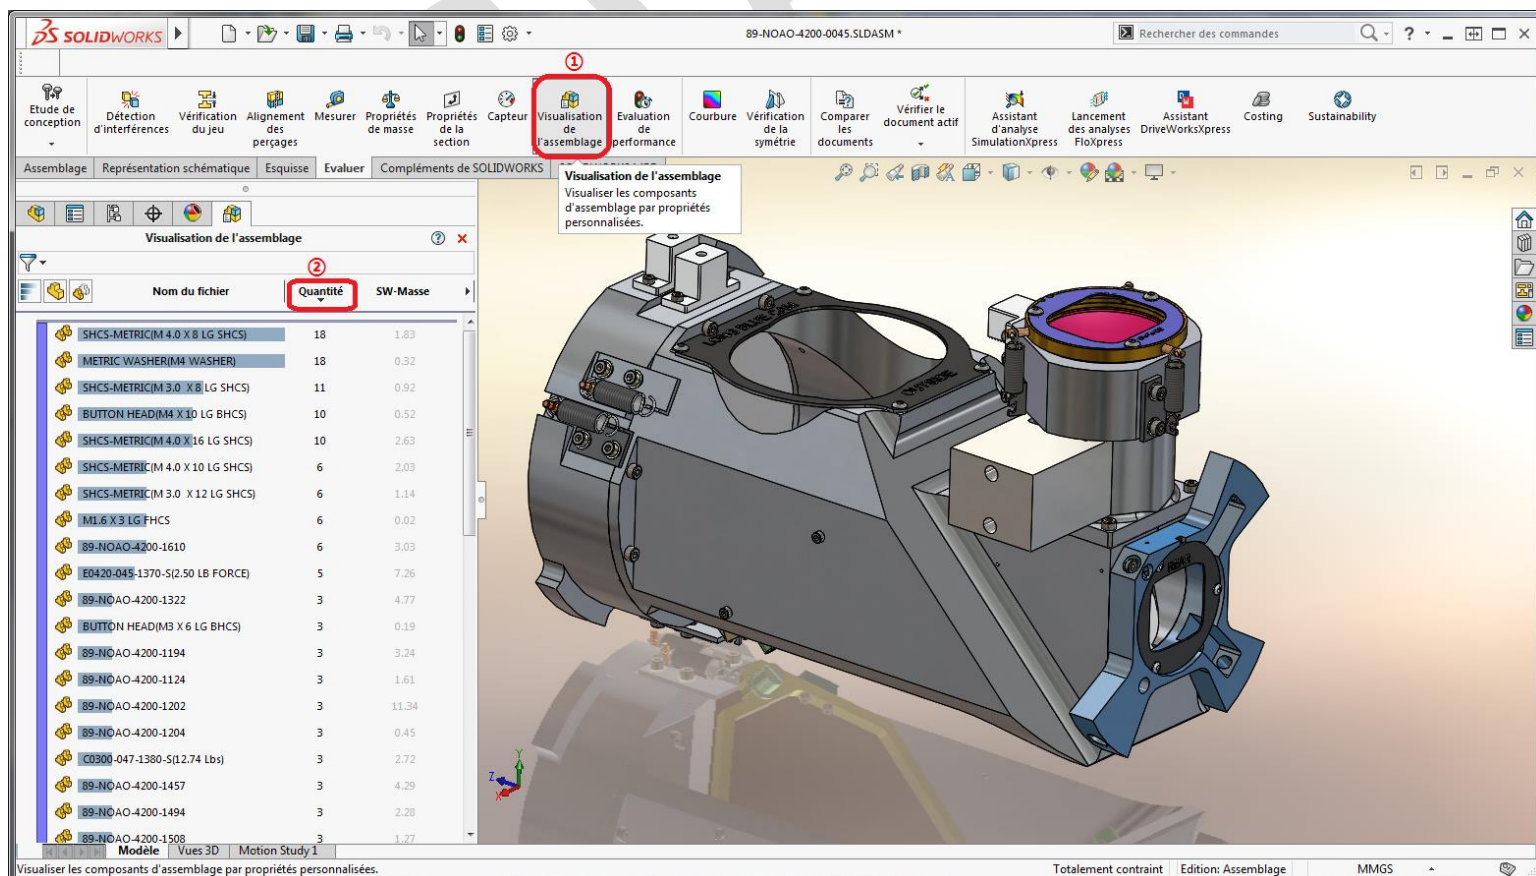 SOLIDWORKS
89-NOAO-4200-0045.SLDASM *
Rechercher des commandes
?
①
Etude de conception
Détection d'interférences
Vérification du jeu
Alignement des perçages
Mesurer
Propriétés de masse
Propriétés de la section
Capteur
Visualisation de l'assemblage
Evaluation de performance
Courbure
Vérification de la symétrie
Comparer les documents
Vérifier le document actif
Assistant d'analyse SimulationXpress
Lancement des analyses FloXpress
Assistant DriveWorksXpress
Costing
Sustainability
Assemblage Représentation schématique Esquisse Evaluer Compléments de SOLIDWORKS
Visualisation de l'assemblage
Visualiser les composants
d'assemblage par propriétés
personnalisées.
Visualisation de l'assemblage
②
Nom du fichier Quantité SW-Masse
SHCS-METRIC(M 4.0 X 8 LG SHCS) 18 1.83
METRIC WASHER(M4 WASHER) 18 0.32
SHCS-METRIC(M 3.0 X 8 LG SHCS) 11 0.92
BUTTON HEAD(M4 X 10 LG BHCS) 10 0.52
SHCS-METRIC(M 4.0 X 16 LG SHCS) 10 2.63
SHCS-METRIC(M 4.0 X 10 LG SHCS) 6 2.03
SHCS-METRIC(M 3.0 X 12 LG SHCS) 6 1.14
M1.6 X 3 LG FHCS 6 0.02
89-NOAO-4200-1610 6 3.03
E0420-045-1370-S(2.50 LB FORCE) 5 7.26
89-NOAO-4200-1322 3 4.77
BUTTON HEAD(M3 X 6 LG BHCS) 3 0.19
89-NOAO-4200-1194 3 3.24
89-NOAO-4200-1124 3 1.61
89-NOAO-4200-1202 3 11.34
89-NOAO-4200-1204 3 0.45
C0300-047-1380-S(12.74 Lbs) 3 2.72
89-NOAO-4200-1457 3 4.29
89-NOAO-4200-1494 3 2.28
89-NOAO-4200-1508 3 1.27
Y
Z
X
Modèle Vues 3D Motion Study 1
Visualiser les composants d'assemblage par propriétés personnalisées.
Totalement contraint Edition: Assemblage MMGS